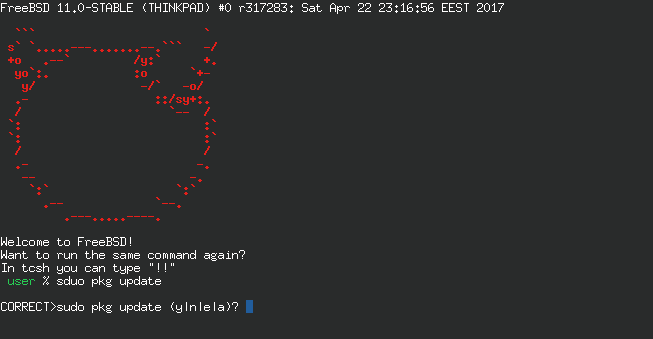 FreeBSD 11.0-STABLE (THINKPAD) #0 r317283: Sat Apr 22 23:16:56 EEST 2017
Welcome to FreeBSD!
Want to run the same command again?
In tcsh you can type "!!"
user % sduo pkg update
CORRECT>sudo pkg update (y|n|e|a)?